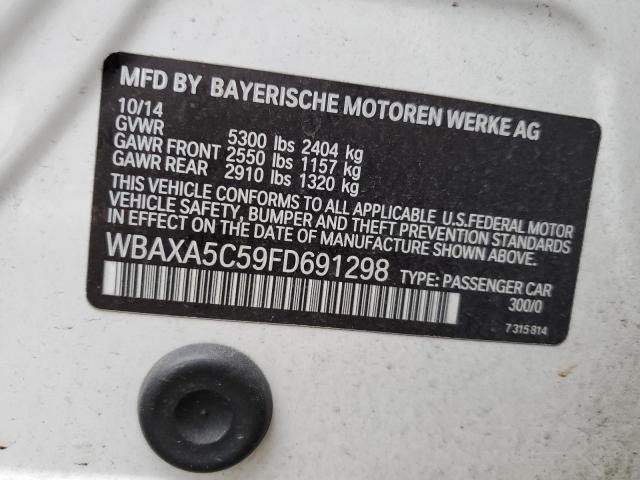 MFD BY BAYERISCHE MOTOREN WERKE AG
10/14
GVWR 5300 lbs 2404 kg
GAWR FRONT 2550 lbs 1157 kg
GAWR REAR 2910 lbs 1320 kg
THIS VEHICLE CONFORMS TO ALL APPLICABLE U.S.FEDERAL MOTOR
VEHICLE SAFETY, BUMPER AND THEFT PREVENTION STANDARDS IN EFFECT ON THE
DATE OF MANUFACTURE SHOWN ABOVE.
WBAXA5C59FD691298 TYPE: PASSENGER CAR
300/0
7 315 814